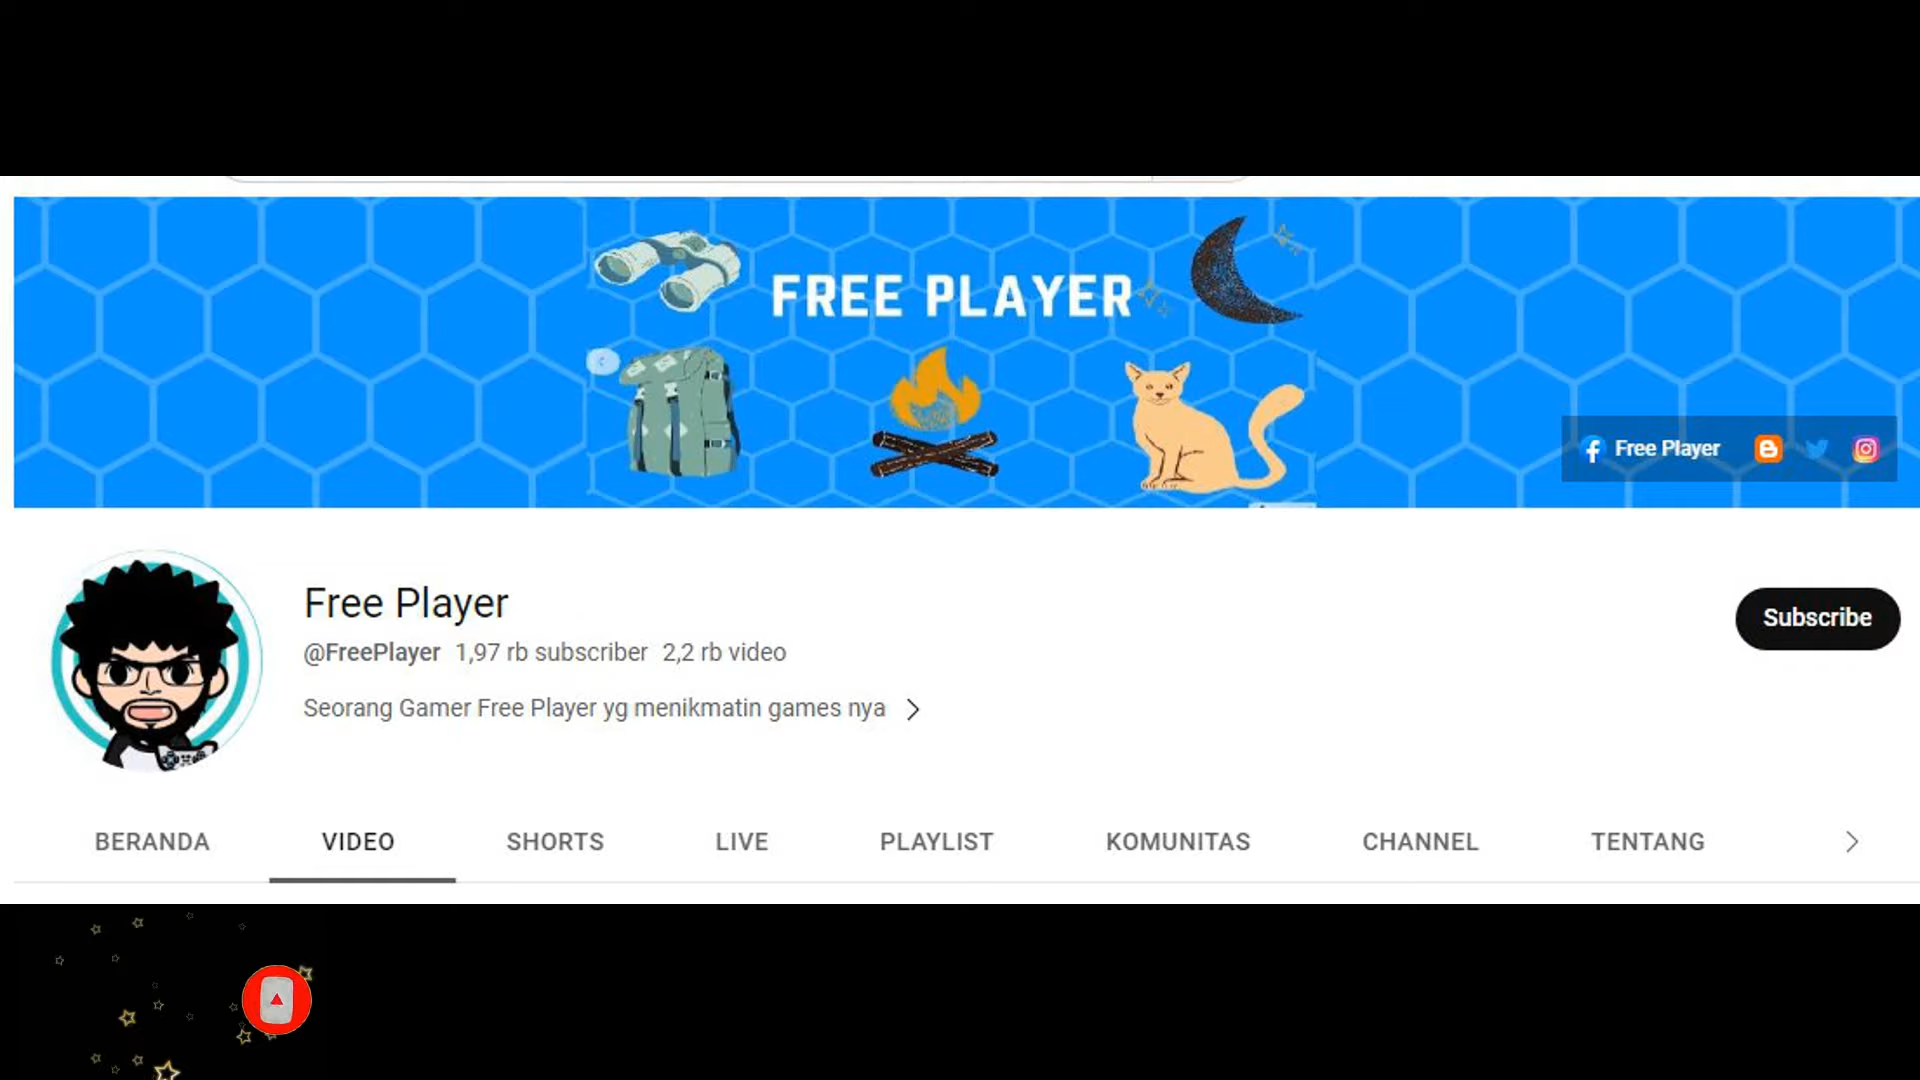 FREE PLAYER
Free Player
Free Player
@FreePlayer 1,97 rb subscriber 2,2 rb video
Subscribe
Seorang Gamer Free Player yg menikmatin games nya
BERANDA VIDEO SHORTS LIVE PLAYLIST KOMUNITAS CHANNEL TENTANG